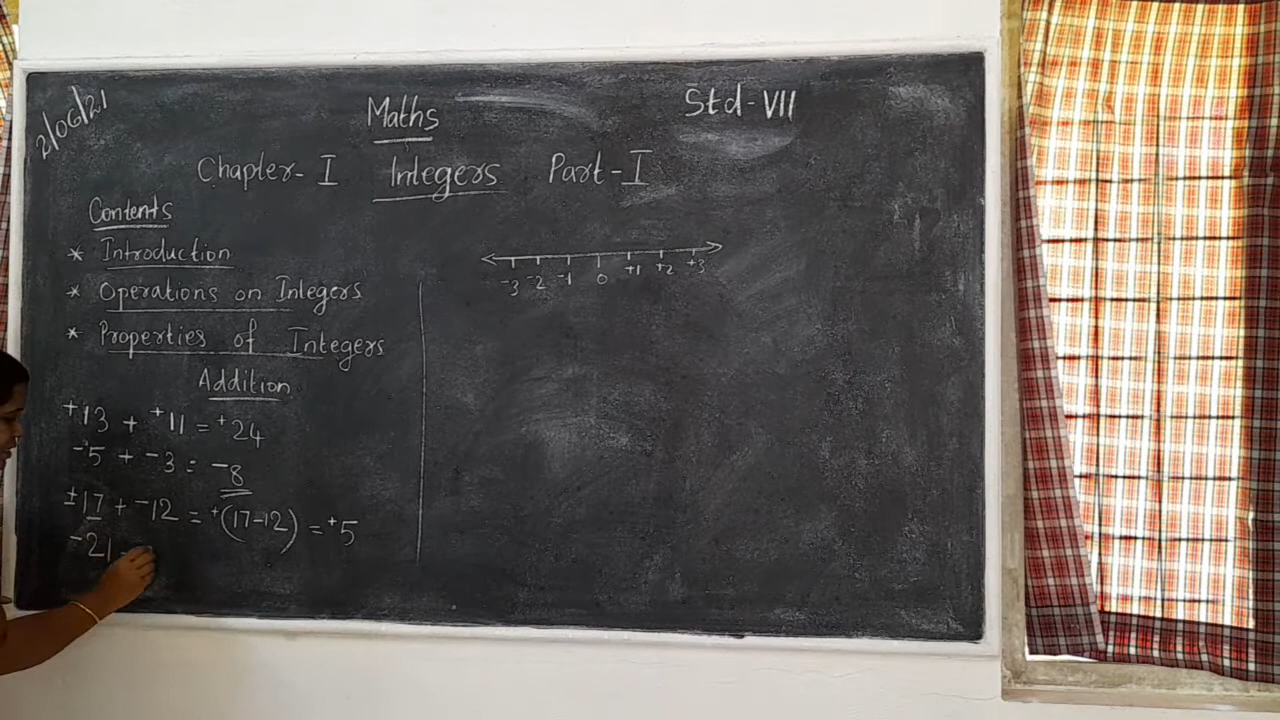 2/06/21
Maths
Std-VII
Chapter-I Integers Part-I
Contents
* Introduction
* Operations on Integers
* Properties of Integers
-3 -2 -1 0 +1 +2 +3
Addition
+13 + +11 = +24
-5 + -3 = -8
+17 + -12 = +(17-12) = +5
-21